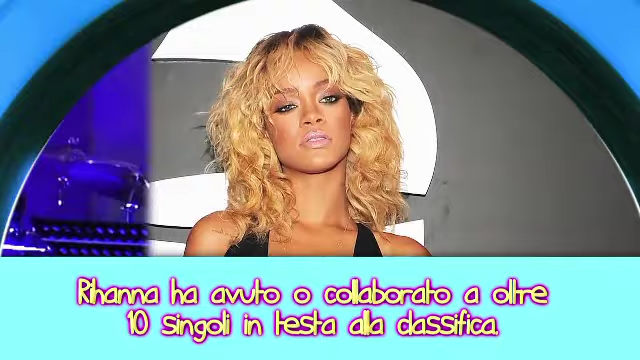 Rihanna ha avuto o collaborato a oltre
10 singoli in testa alla classifica.